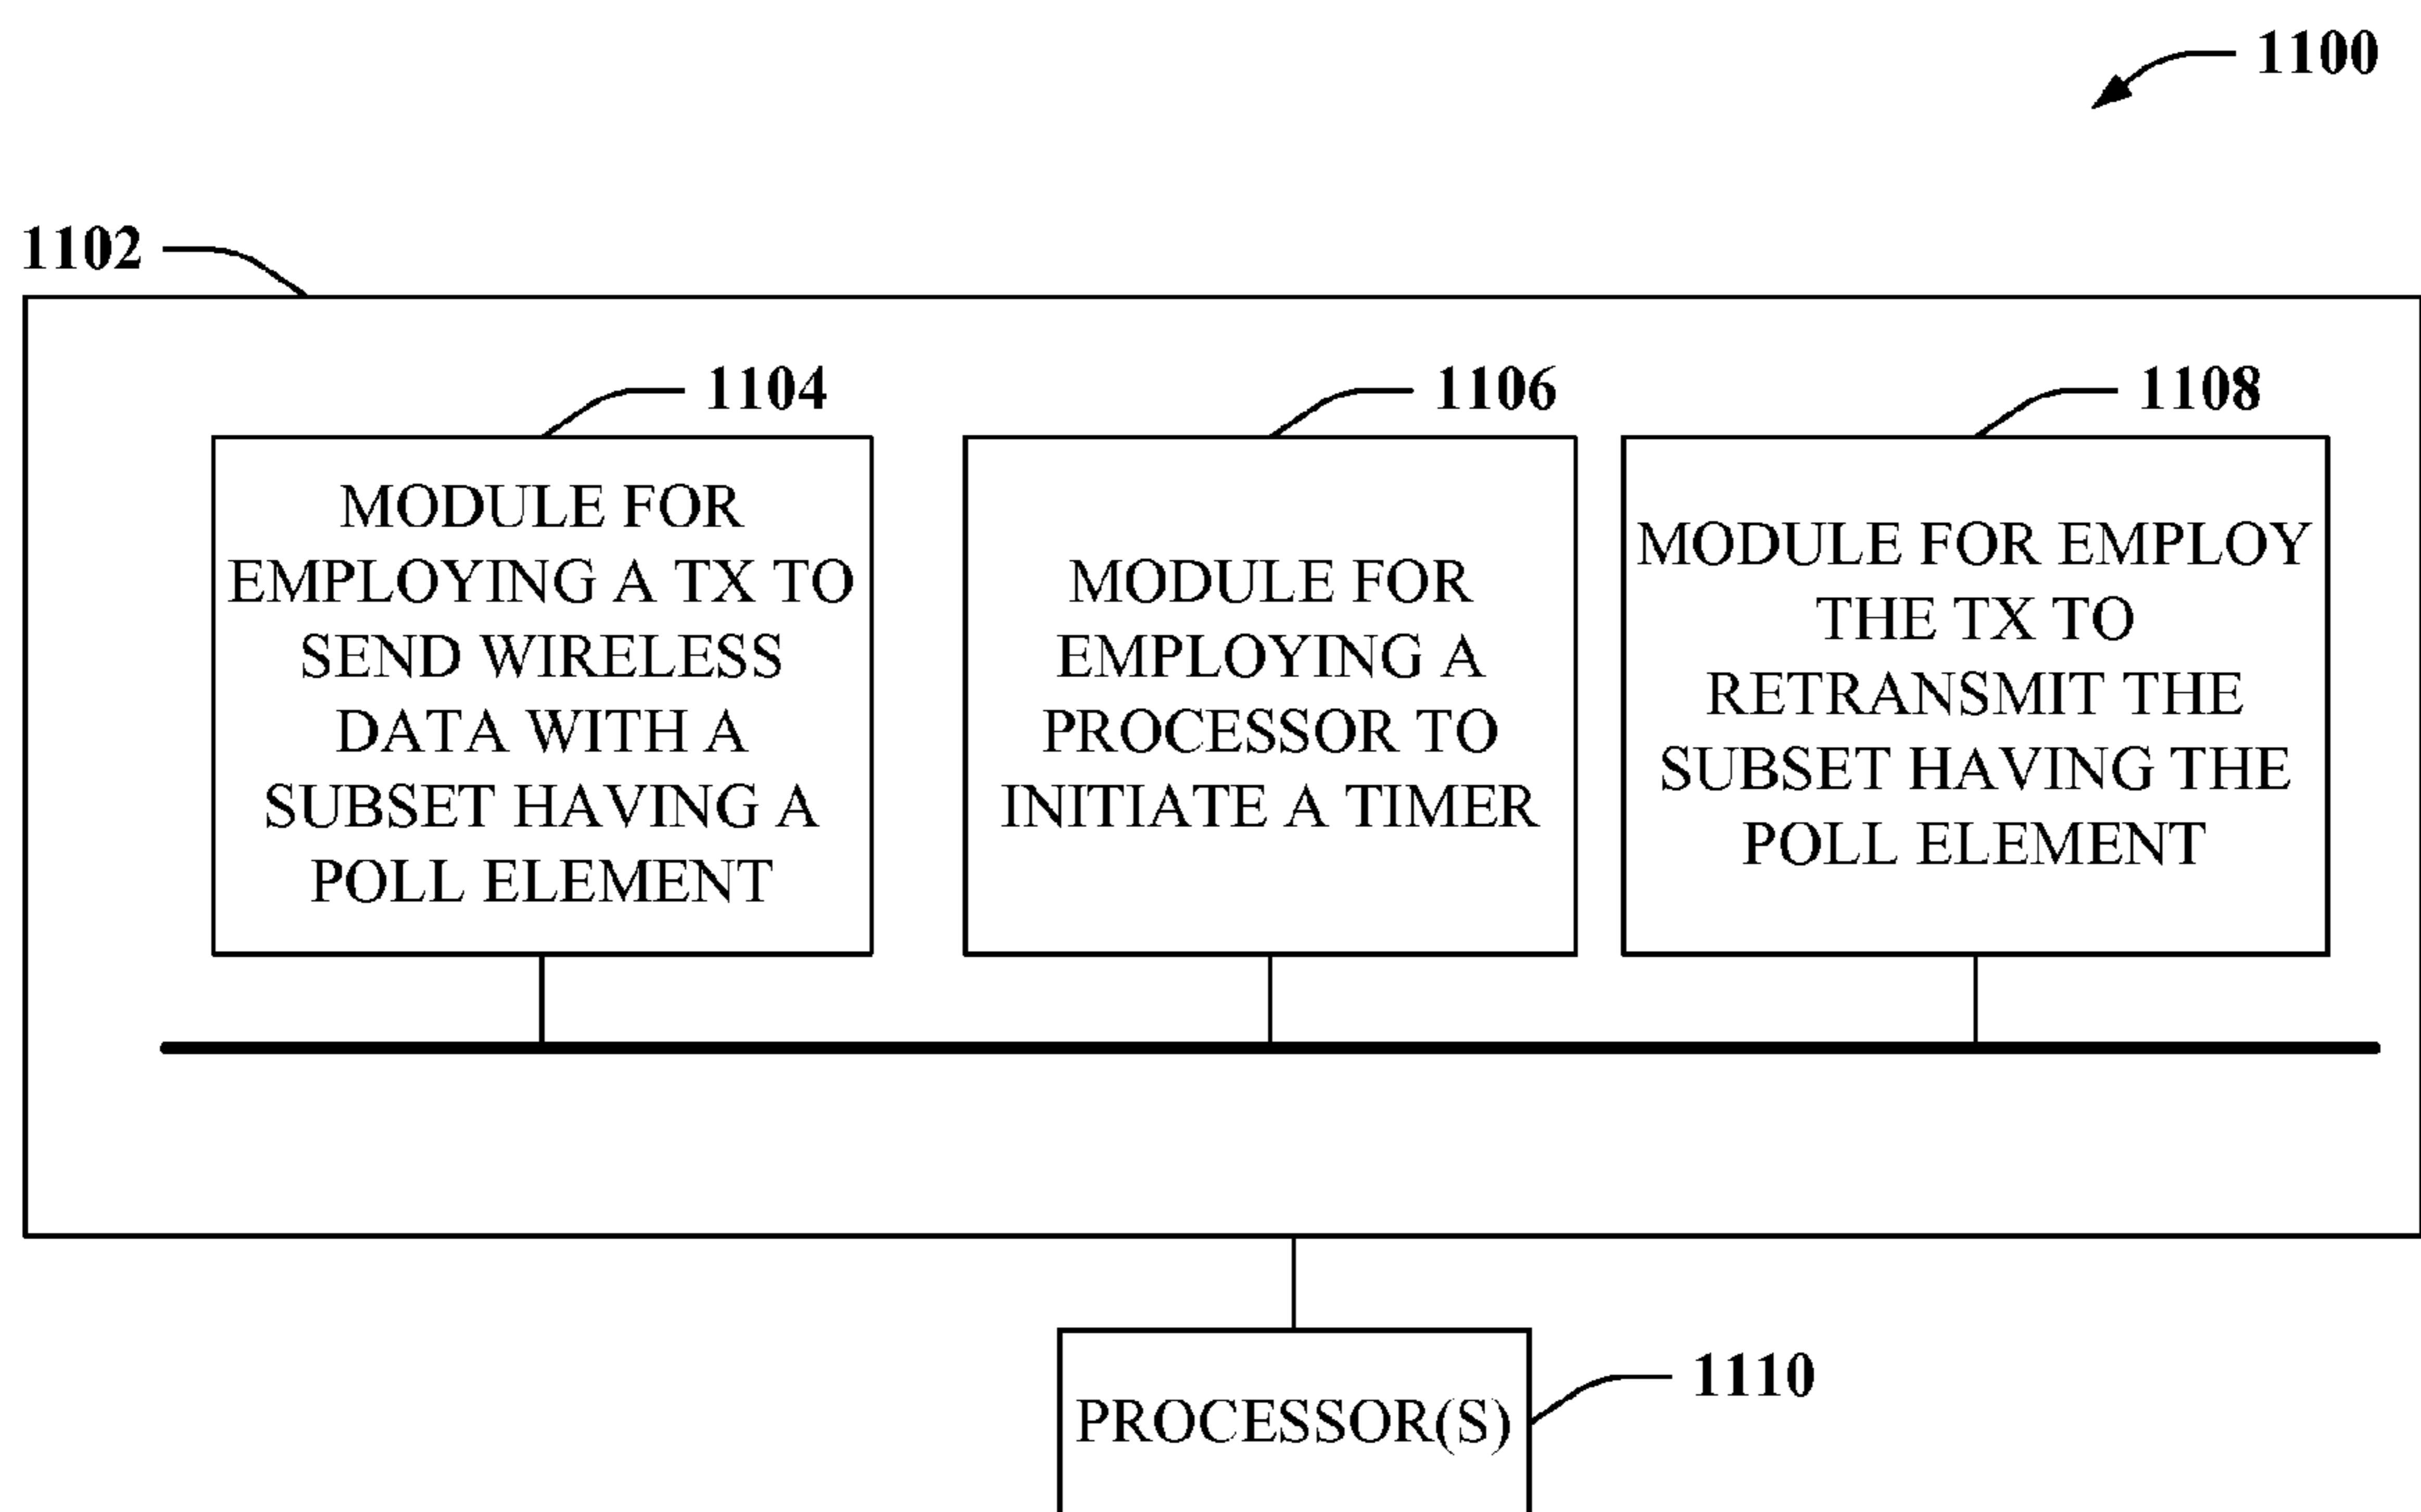 1100
1102
1104
MODULE FOR
EMPLOYING A TX TO
SEND WIRELESS
DATA WITH A
SUBSET HAVING A
POLL ELEMENT
1106
MODULE FOR
EMPLOYING A
PROCESSOR TO
INITIATE A TIMER
1108
MODULE FOR EMPLOY
THE TX TO
RETRANSMIT THE
SUBSET HAVING THE
POLL ELEMENT
PROCESSOR(S)
1110